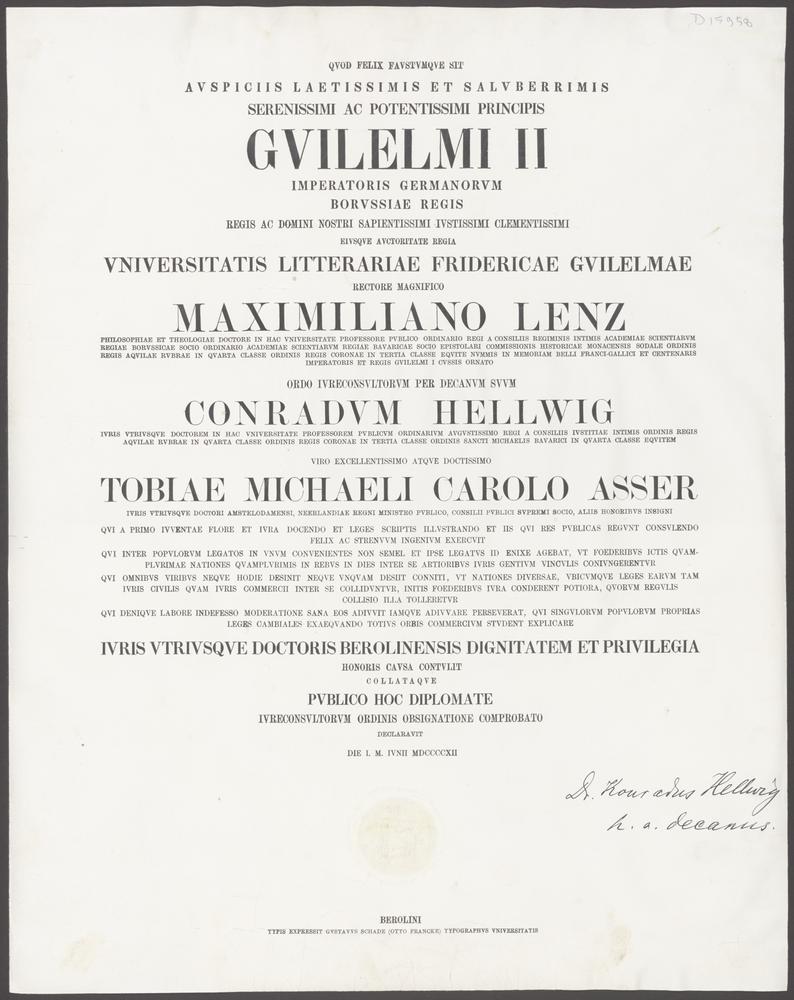 D 15958
QVOD FELIX FAVSTVMQVE SIT
AVSPICIIS LAETISSIMIS ET SALVBERRIMIS
SERENISSIMI AC POTENTISSIMI PRINCIPIS
GVILELMI II
IMPERATORIS GERMANORVM
BORVSSIAE REGIS
REGIS AC DOMINI NOSTRI SAPIENTISSIMI IVSTISSIMI CLEMENTISSIMI
EIVSQVE AVCTORITATE REGIA
VNIVERSITATIS LITTERARIAE FRIDERICAE GVILELMAE
RECTORE MAGNIFICO
MAXIMILIANO LENZ
PHILOSOPHIAE ET THEOLOGIAE DOCTORE IN HAC VNIVERSITATE PROFESSORE PVBLICO ORDINARIO REGI A CONSILIIS REGIMINIS INTIMIS ACADEMIAE SCIENTIARVM
REGIAE BORVSSICAE SOCIO ORDINARIO ACADEMIAE SCIENTIARVM REGIAE BAVARICAE SOCIO EPISTOLARI COMMISSIONIS HISTORICAE MONACENSIS SODALE ORDINIS
REGIS AQVILAE RVBRAE IN QVARTA CLASSE ORDINIS REGIS CORONAE IN TERTIA CLASSE EQVITE NVMMIS IN MEMORIAM BELLI FRANCI-GALLICI ET CENTENARIS
IMPERATORIS ET REGIS GVILELMI I CVSSIS ORNATO
ORDO IVRECONSVLTORVM PER DECANVM SVVM
CONRADVM HELLWIG
IVRIS VTRIVSQVE DOCTOREM IN HAC VNIVERSITATE PROFESSOREM PVBLICVM ORDINARIVM AVGVSTISSIMO REGI A CONSILIIS IVSTITIAE INTIMIS ORDINIS REGIS
AQVILAE RVBRAE IN QVARTA CLASSE ORDINIS REGIS CORONAE IN TERTIA CLASSE ORDINIS SANCTI MICHAELIS BAVARICI IN QVARTA CLASSE EQVITEM
VIRO EXCELLENTISSIMO ATQVE DOCTISSIMO
TOBIAE MICHAELI CAROLO ASSER
IVRIS VTRIVSQVE DOCTORI AMSTELODAMENSI, NEERLANDIAE REGNI MINISTRO PVBLICO, CONSILII PVBLICI SVPREMI SOCIO, ALIIS HONORIBVS INSIGNI
QVI A PRIMO IVVENTAE FLORE ET IVRA DOCENDO ET LEGES SCRIPTIS ILLVSTRANDO ET IIS QVI RES PVBLICAS REGVNT CONSVLENDO
FELIX AC STRENVVM INGENIVM EXERCVIT
QVI INTER POPVLORVM LEGATOS IN VNVM CONVENIENTES NON SEMEL ET IPSE LEGATVS ID ENIXE AGEBAT, VT FOEDERIBVS ICTIS QVAM-
PLVRIMAE NATIONES QVAMPLVRIMIS IN REBVS IN DIES INTER SE ARTIORIBVS IVRIS GENTIVM VINCVLIS CONIVNGERENTVR
QVI OMNIBVS VIRIBVS NEQVE HODIE DESINIT NEQVE VNQVAM DESIIT CONNITI, VT NATIONES DIVERSAE, VBICVMQVE LEGES EARVM TAM
IVRIS CIVILIS QVAM IVRIS COMMERCII INTER SE COLLIDVNTVR, INITIS FOEDERIBVS IVRA CONDERENT POTIORA, QVORVM REGVLIS
COLLISIO ILLA TOLLERETVR
QVI DENIQVE LABORE INDEFESSO MODERATIONE SANA EOS ADIVVIT IAMQVE ADIVVARE PERSEVERAT, QVI SINGVLORVM POPVLORVM PROPRIAS
LEGES CAMBIALES EXAEQVANDO TOTIVS ORBIS COMMERCIVM STVDENT EXPLICARE
IVRIS VTRIVSQVE DOCTORIS BEROLINENSIS DIGNITATEM ET PRIVILEGIA
HONORIS CAVSA CONTVLIT
COLLATAQVE
PVBLICO HOC DIPLOMATE
IVRECONSVLTORVM ORDINIS OBSIGNATIONE COMPROBATO
DECLARAVIT
DIE I. M. IVNII MDCCCCXII
Dr. Konradus Hellwig
h. a. decanus.
BEROLINI
TYPIS EXPRESSIT GVSTAVVS SCHADE (OTTO FRANCKE) TYPOGRAPHVS VNIVERSITATIS